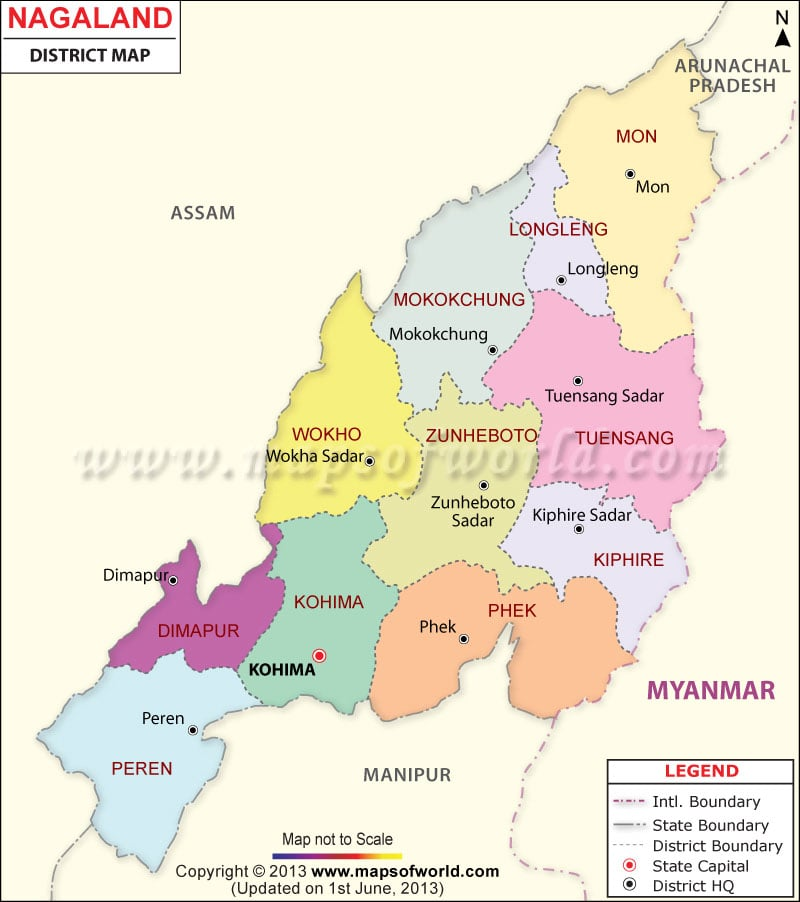 NAGALAND
DISTRICT MAP
N
ARUNACHAL
PRADESH
MON
Mon
ASSAM
LONGLENG
Longleng
MOKOKCHUNG
Mokokchung
Tuensang Sadar
WOKHO
ZUNHEBOTO
TUENSANG
Wokha Sadar
www.mapsofworld.com
Zunheboto
Sadar
Kiphire Sadar
KIPHIRE
Dimapur
KOHIMA
PHEK
DIMAPUR
Phek
KOHIMA
MYANMAR
Peren
PEREN
MANIPUR
LEGEND
Intl. Boundary
State Boundary
District Boundary
State Capital
District HQ
Map not to Scale
Copyright © 2013 www.mapsofworld.com
(Updated on 1st June, 2013)